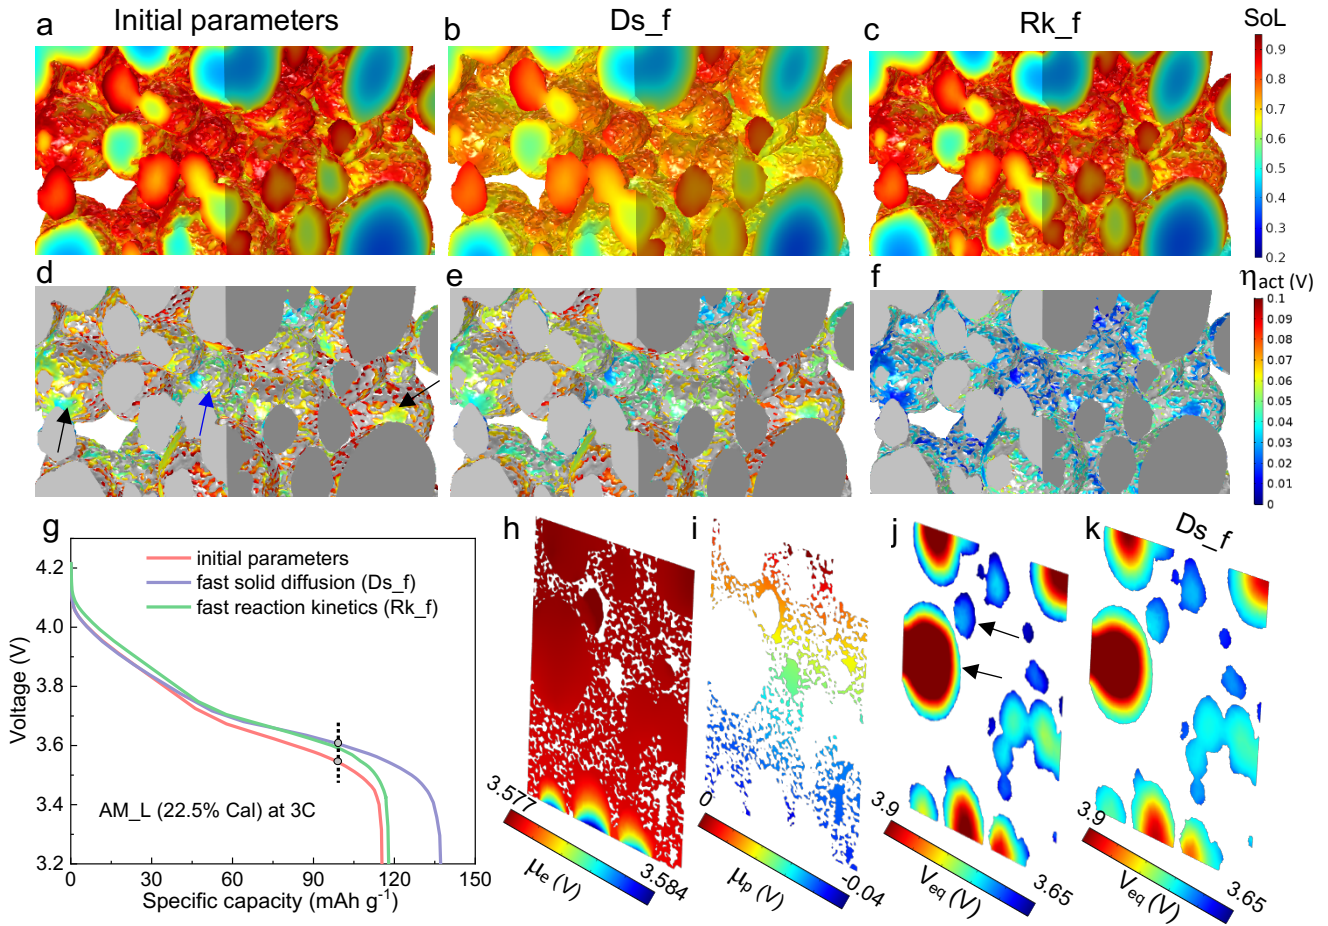 a
Initial parameters
b
Ds_f
c
Rk_f
SoL
0.9
0.8
0.7
0.6
0.5
0.4
0.3
0.2
d
e
f
ηact (V)
0.1
0.09
0.08
0.07
0.06
0.05
0.04
0.03
0.02
0.01
0
g
initial parameters
fast solid diffusion (Ds_f)
fast reaction kinetics (Rk_f)
AM_L (22.5% Cal) at 3C
Voltage (V)
4.2
4.0
3.8
3.6
3.4
3.2
0
30
60
90
120
150
Specific capacity (mAh g⁻¹)
h
3.577
3.584
μe (V)
i
0
-0.04
μp (V)
j
3.9
3.65
Veq (V)
k
Ds_f
3.9
3.65
Veq (V)